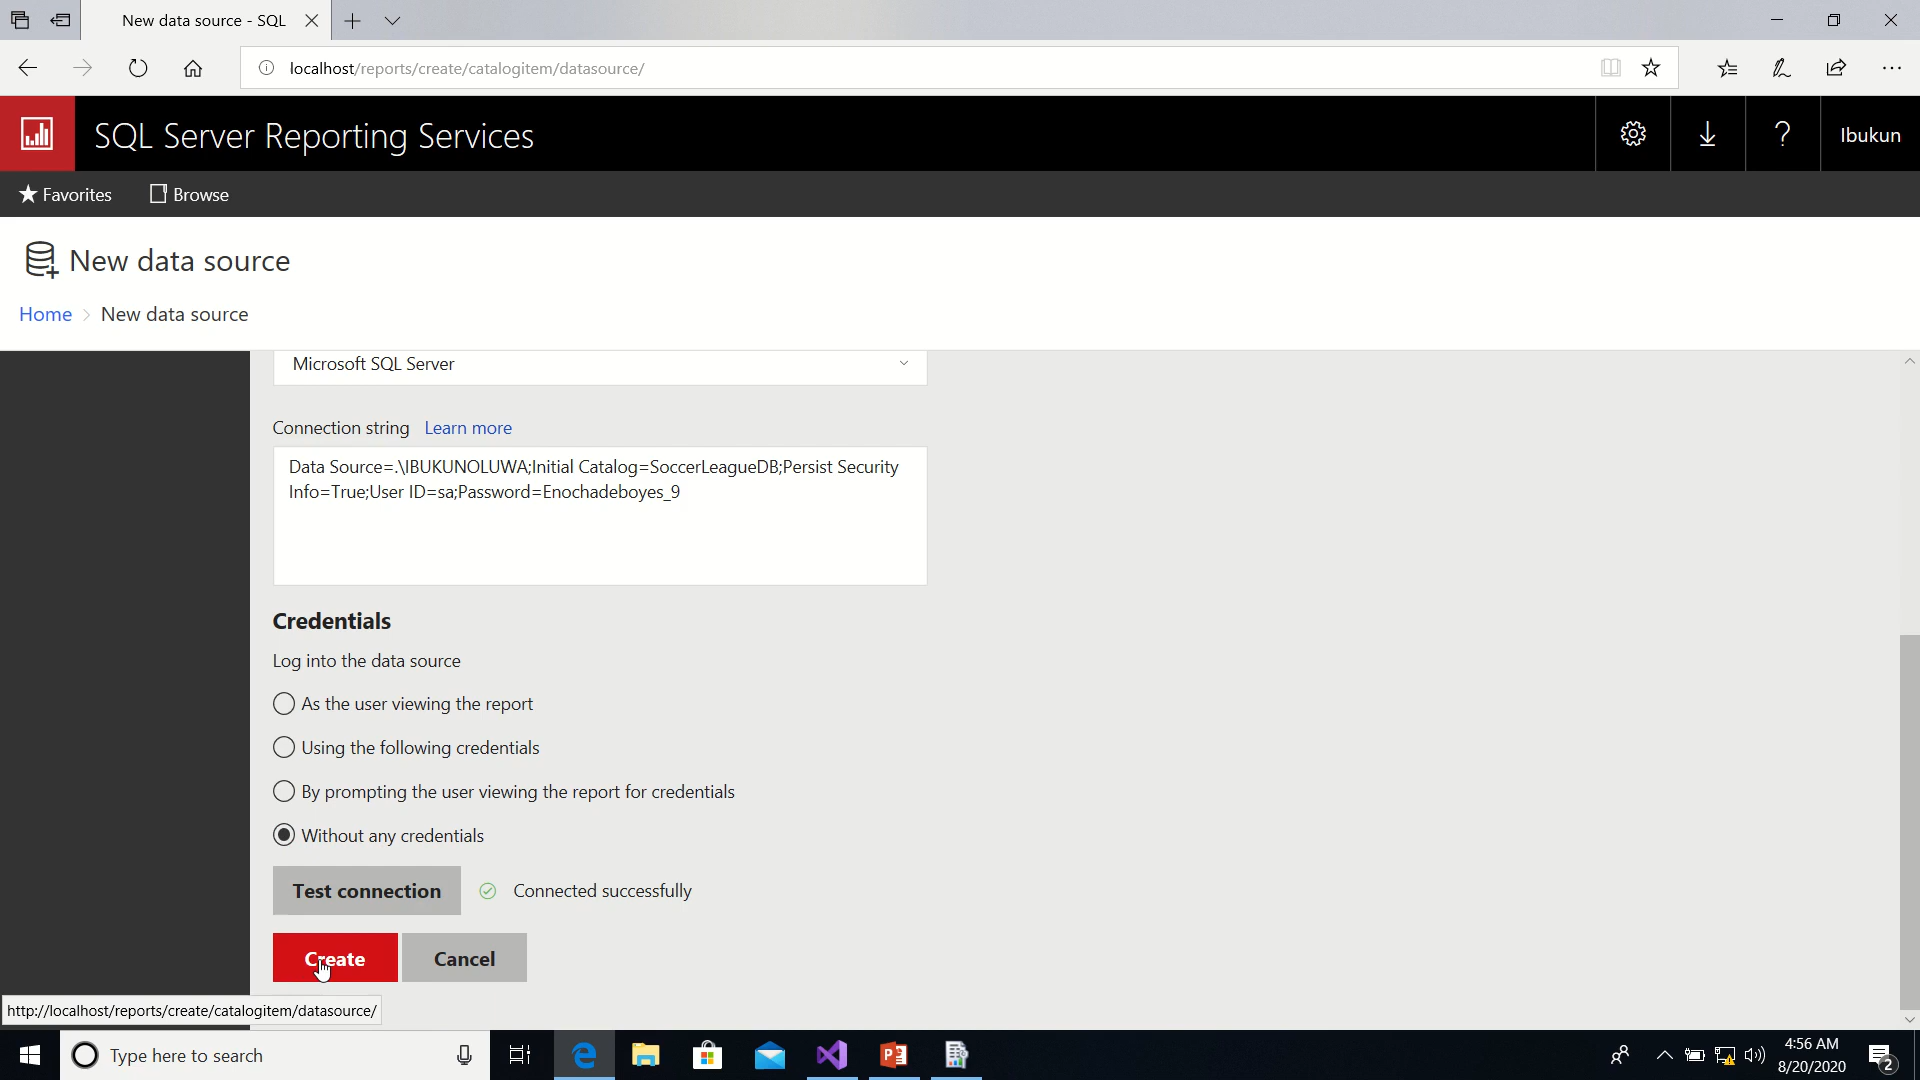 New data source - SQL
localhost/reports/create/catalogitem/datasource/
SQL Server Reporting Services
? Ibukun
Favorites Browse
New data source
Home > New data source
Microsoft SQL Server
Connection string Learn more
Data Source=.\IBUKUNOLUWA;Initial Catalog=SoccerLeagueDB;Persist Security
Info=True;User ID=sa;Password=Enochadeboyes_9
Credentials
Log into the data source
As the user viewing the report
Using the following credentials
By prompting the user viewing the report for credentials
Without any credentials
Test connection Connected successfully
Create Cancel
http://localhost/reports/create/catalogitem/datasource/
Type here to search
4:56 AM
8/20/2020
2